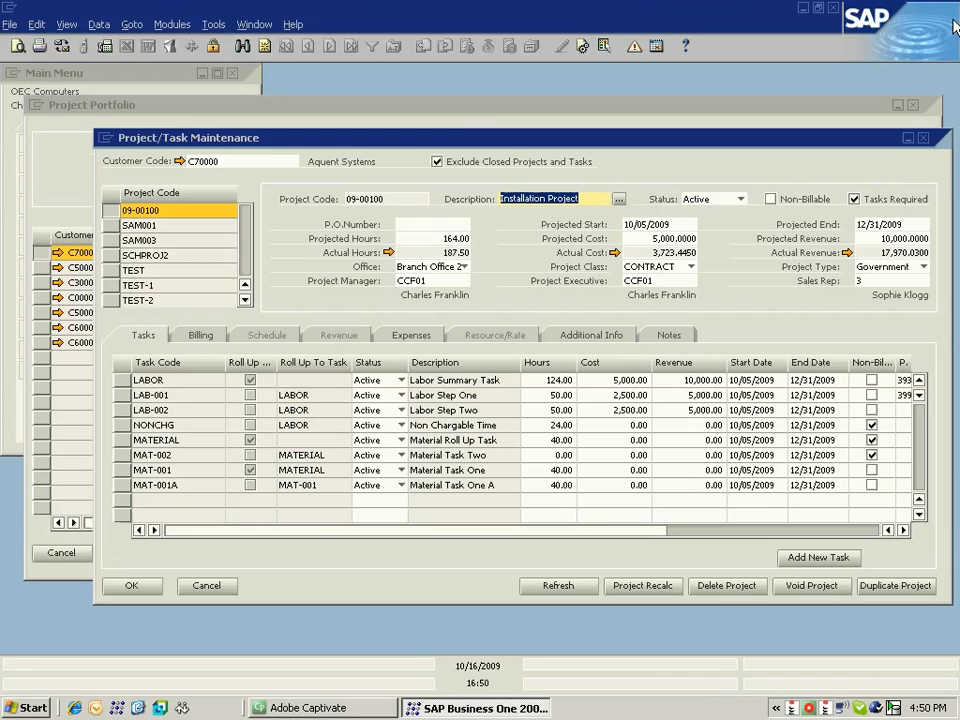 File Edit View Data Goto Modules Tools Window Help
SAP
Main Menu
OEC Computers
Project Portfolio
Project/Task Maintenance
Customer Code: C70000 Aquent Systems Exclude Closed Projects and Tasks
Project Code
09-00100
SAM001
SAM003
SCHPROJ2
TEST
TEST-1
TEST-2
Project Code: 09-00100 Description: Installation Project ... Status: Active Non-Billable Tasks Required
P.O.Number Projected Start: 10/05/2009 Projected End: 12/31/2009
Projected Hours: 164.00 Projected Cost: 5,000.0000 Projected Revenue: 10,000.0000
Actual Hours: 187.50 Actual Cost: 3,723.4450 Actual Revenue: 17,970.0300
Office: Branch Office 2 Project Class: CONTRACT Project Type: Government
Project Manager: CCF01 Project Executive: CCF01 Sales Rep: 3
Charles Franklin Charles Franklin Sophie Klogg
Tasks Billing Schedule Revenue Expenses Resource/Rate Additional Info Notes
Task Code Roll Up ... Roll Up To Task Status Description Hours Cost Revenue Start Date End Date Non-Bil... P.
LABOR Active Labor Summary Task 124.00 5,000.00 10,000.00 10/05/2009 12/31/2009 393
LAB-001 LABOR Active Labor Step One 50.00 2,500.00 5,000.00 10/05/2009 12/31/2009 399
LAB-002 LABOR Active Labor Step Two 50.00 2,500.00 5,000.00 10/05/2009 12/31/2009
NONCHG LABOR Active Non Chargable Time 24.00 0.00 0.00 10/05/2009 12/31/2009
MATERIAL Active Material Roll Up Task 40.00 0.00 0.00 10/05/2009 12/31/2009
MAT-002 MATERIAL Active Material Task Two 0.00 0.00 0.00 10/05/2009 12/31/2009
MAT-001 MATERIAL Active Material Task One 40.00 0.00 0.00 10/05/2009 12/31/2009
MAT-001A MAT-001 Active Material Task One A 40.00 0.00 0.00 10/05/2009 12/31/2009
Add New Task
OK Cancel Refresh Project Recalc Delete Project Void Project Duplicate Project
Ch
Customer
C7000
C5000
C3000
C0000
C5000
C6000
C6000
Cancel
10/16/2009
16:50
Start Adobe Captivate SAP Business One 200... 4:50 PM